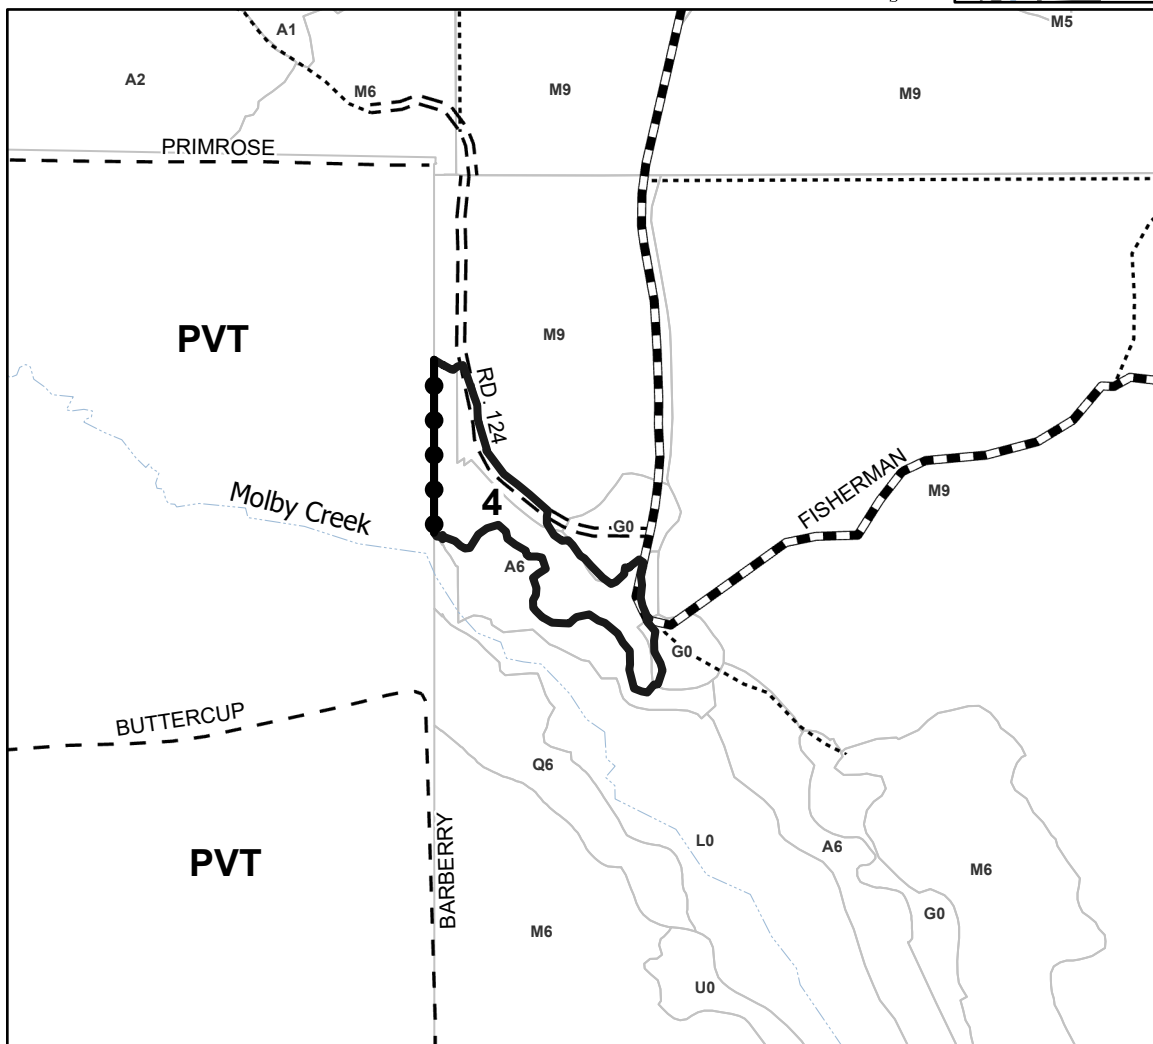 M5
A1
A2
M6
M9
M9
PRIMROSE
PVT
M9
RD. 124
Molby Creek
4
FISHERMAN
M9
G0
A6
G0
BUTTERCUP
Q6
PVT
BARBERRY
L0
A6
M6
G0
M6
U0